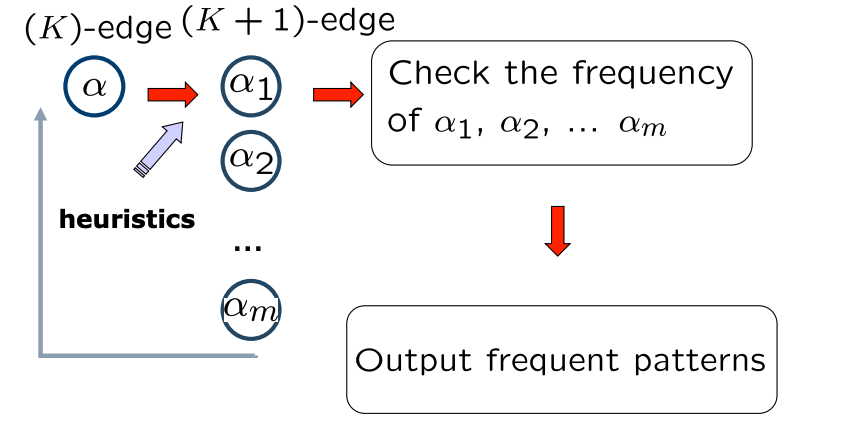 (K)-edge (K + 1)-edge
α
α₁
Check the frequency
of α₁, α₂, ... αₘ
α₂
heuristics
...
αₘ
Output frequent patterns